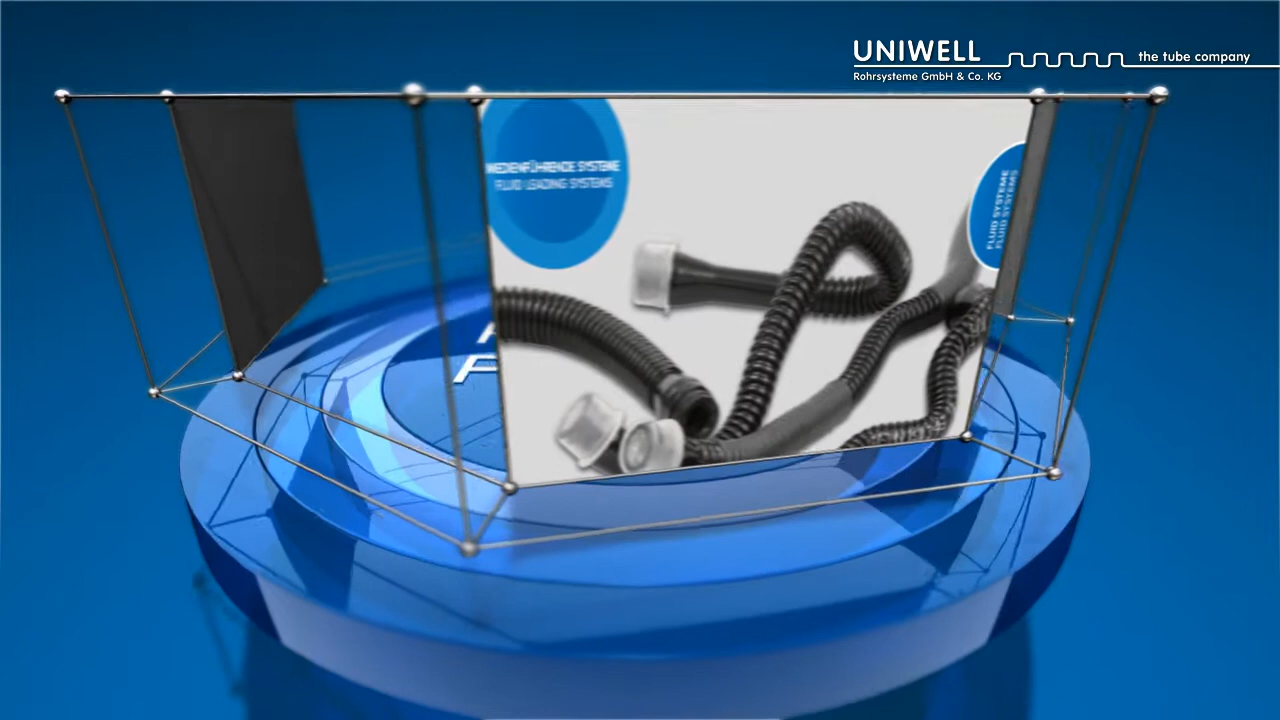 UNIWELL
the tube company
Rohrsysteme GmbH & Co. KG
MEDIENFÜHRENDE SYSTEME
FLUID LEADING SYSTEMS
FLUID SYSTEME
FLUID SYSTEMS